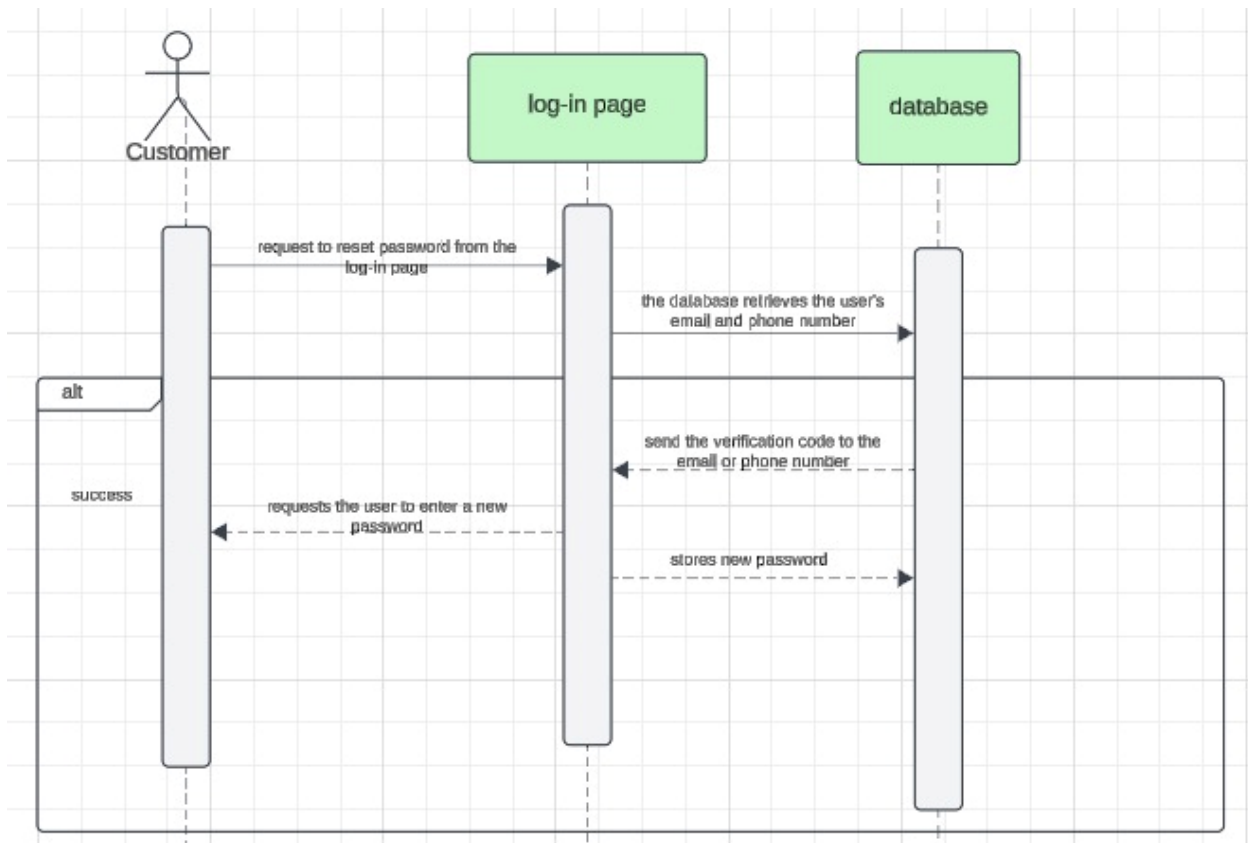 Customer
log-in page
database
request to reset password from the
log-in page
the database retrieves the user's
email and phone number
alt
send the verification code to the
email or phone number
success
requests the user to enter a new
password
stores new password